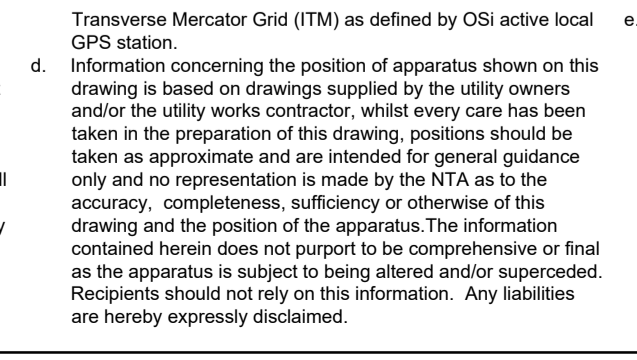 Transverse Mercator Grid (ITM) as defined by OSi active local
GPS station.
d. Information concerning the position of apparatus shown on this
drawing is based on drawings supplied by the utility owners
and/or the utility works contractor, whilst every care has been
taken in the preparation of this drawing, positions should be
taken as approximate and are intended for general guidance
only and no representation is made by the NTA as to the
accuracy,  completeness, sufficiency or otherwise of this
drawing and the position of the apparatus.The information
contained herein does not purport to be comprehensive or final
as the apparatus is subject to being altered and/or superceded.
Recipients should not rely on this information.  Any liabilities
are hereby expressly disclaimed.
e.